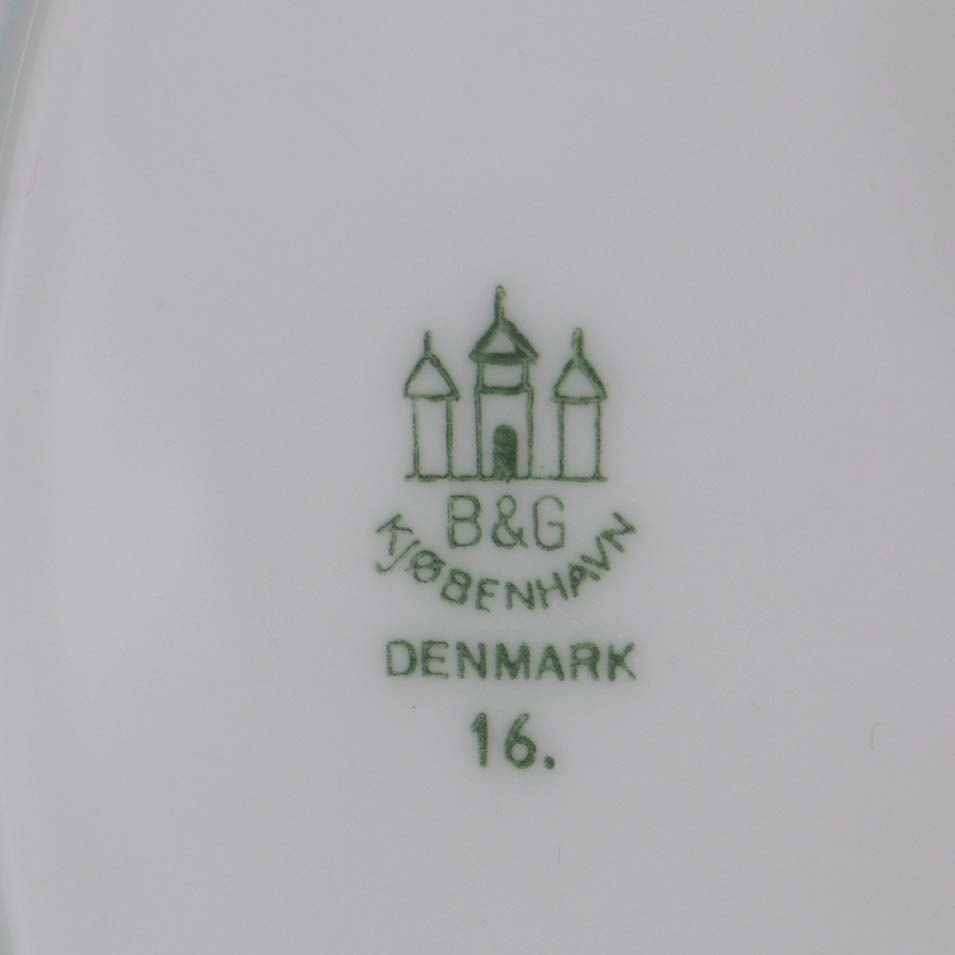 B&G
KJØBENHAVN
DENMARK
16.